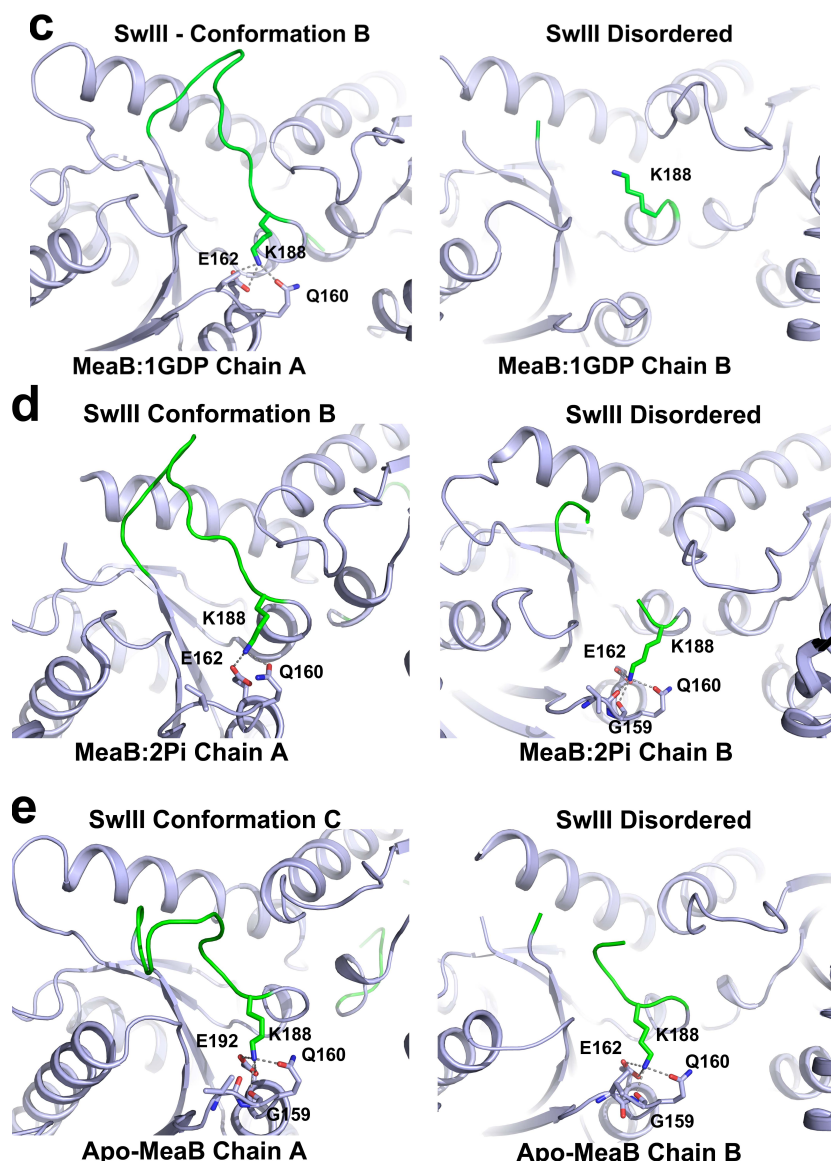 c
SwIII - Conformation B
SwIII Disordered
K188
E162
K188
Q160
MeaB:1GDP Chain A
MeaB:1GDP Chain B
d
SwIII Conformation B
SwIII Disordered
K188
E162
Q160
E162
K188
Q160
G159
MeaB:2Pi Chain A
MeaB:2Pi Chain B
e
SwIII Conformation C
SwIII Disordered
E192
K188
Q160
G159
K188
E162
Q160
G159
Apo-MeaB Chain A
Apo-MeaB Chain B